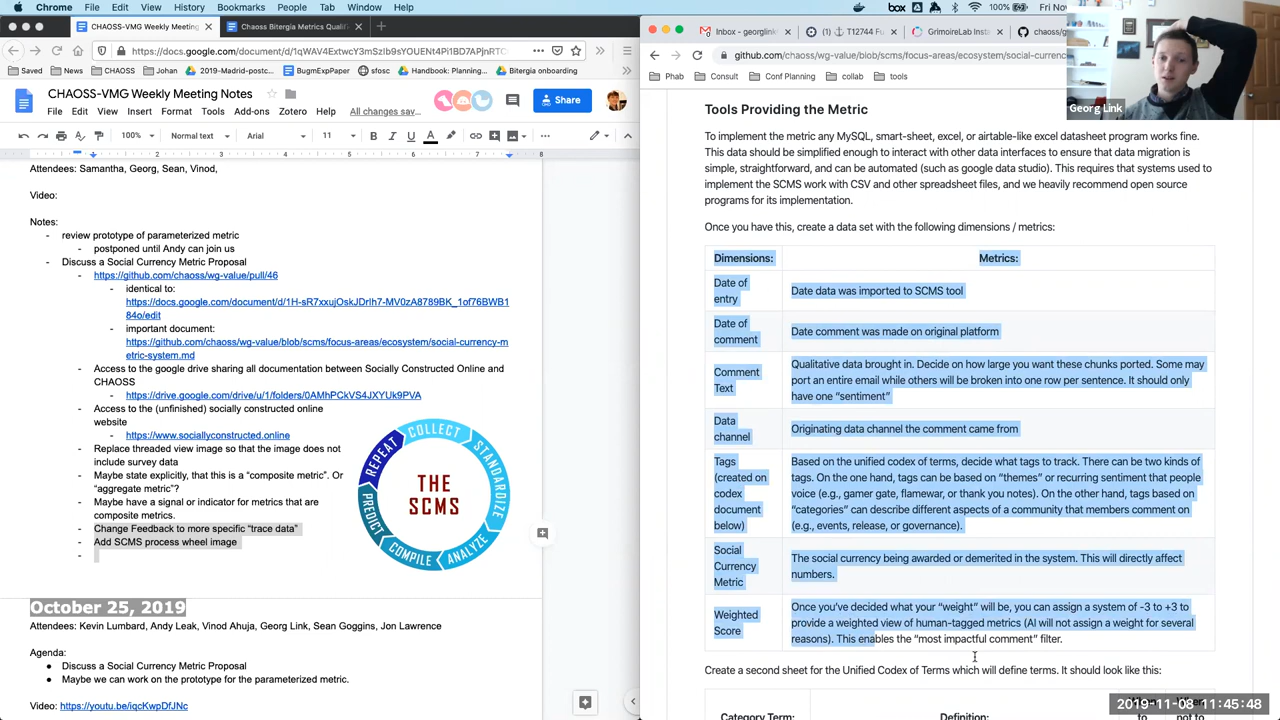 Firefox File Edit View History Bookmarks People Tab Window Help
box
100%
Fri Nov
CHAOSS-VMG Weekly Meeting
Chaoss Bitergia Metrics Qualif
https://docs.google.com/document/d/1qWAV4ExtwcY3mSzIb9sYOUENt4Pi1BD7APjnRTO
Saved News CHAOSS Johan 2019-Madrid-postc... BugmExpPaper sfosc Handbook: Planning... Bitergia onboarding
CHAOSS-VMG Weekly Meeting Notes
File Edit View Insert Format Tools Add-ons Zotero Help All changes sav...
Share
100% Normal text Arial 11 B I U A
1 2 3 4 5 6 7 8
Attendees: Samantha, Georg, Sean, Vinod,
Video:
Notes:
- review prototype of parameterized metric
- postponed until Andy can join us
- Discuss a Social Currency Metric Proposal
- https://github.com/chaoss/wg-value/pull/46
- identical to:
https://docs.google.com/document/d/1H-sR7xxujOskJDrlh7-MV0zA8789BK_1of76BWB1
84o/edit
- important document:
https://github.com/chaoss/wg-value/blob/scms/focus-areas/ecosystem/social-currency-m
etric-system.md
- Access to the google drive sharing all documentation between Socially Constructed Online and
CHAOSS
- https://drive.google.com/drive/u/1/folders/0AMhPCkVS4JXYUk9PVA
- Access to the (unfinished) socially constructed online
website
- https://www.sociallyconstructed.online
- Replace threaded view image so that the image does not
include survey data
- Maybe state explicitly, that this is a "composite metric". Or
"aggregate metric"?
- Maybe have a signal or indicator for metrics that are
composite metrics.
- Change Feedback to more specific "trace data"
- Add SCMS process wheel image
-
COLLECT
STANDARDIZE
ANALYZE
COMPILE
PREDICT
REPEAT
THE
SCMS
October 25, 2019
Attendees: Kevin Lumbard, Andy Leak, Vinod Ahuja, Georg Link, Sean Goggins, Jon Lawrence
Agenda:
● Discuss a Social Currency Metric Proposal
● Maybe we can work on the prototype for the parameterized metric.
Video: https://youtu.be/iqcKwpDfJNc
Inbox - georglink
T12744 Fu
GrimoireLab Insta
chaoss/
github.com/chaoss/wg-value/blob/scms/focus-areas/ecosystem/social-currenc
Phab Consult Conf Planning collab tools
Georg Link
Tools Providing the Metric
To implement the metric any MySQL, smart-sheet, excel, or airtable-like excel datasheet program works fine.
This data should be simplified enough to interact with other data interfaces to ensure that data migration is
simple, straightforward, and can be automated (such as google data studio). This requires that systems used to
implement the SCMS work with CSV and other spreadsheet files, and we heavily recommend open source
programs for its implementation.
Once you have this, create a data set with the following dimensions / metrics:
Dimensions: Metrics:
Date of
entry
Date data was imported to SCMS tool
Date of
comment
Date comment was made on original platform
Comment
Text
Qualitative data brought in. Decide on how large you want these chunks ported. Some may
port an entire email while others will be broken into one row per sentence. It should only
have one "sentiment"
Data
channel
Originating data channel the comment came from
Tags
(created on
codex
document
below)
Based on the unified codex of terms, decide what tags to track. There can be two kinds of
tags. On the one hand, tags can be based on "themes" or recurring sentiment that people
voice (e.g., gamer gate, flamewar, or thank you notes). On the other hand, tags based on
"categories" can describe different aspects of a community that members comment on
(e.g., events, release, or governance).
Social
Currency
Metric
The social currency being awarded or demerited in the system. This will directly affect
numbers.
Weighted
Score
Once you've decided what your "weight" will be, you can assign a system of -3 to +3 to
provide a weighted view of human-tagged metrics (AI will not assign a weight for several
reasons). This enables the "most impactful comment" filter.
Create a second sheet for the Unified Codex of Terms which will define terms. It should look like this:
Category Term: Definition:
2019-11-08 11:45:48